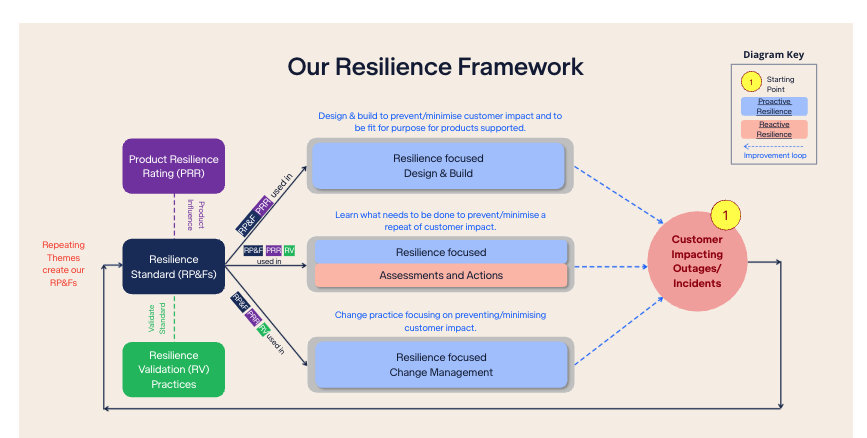 Our Resilience Framework
Diagram Key
1
Starting
Point
Proactive
Resilience
Reactive
Resilience
Improvement loop
Design & build to prevent/minimise customer impact and to
be fit for purpose for products supported.
Product Resilience
Rating (PRR)
Resilience focused
Design & Build
RP&F PRR used in
Product
Influence
Learn what needs to be done to prevent/minimise a
repeat of customer impact.
1
Customer
Impacting
Outages/
Incidents
Repeating
Themes
create our
RP&Fs
Resilience
Standard (RP&Fs)
RP&F PRR RV
used in
Resilience focused
Assessments and Actions
Validate
Standard
RP&F PRR RV used in
Change practice focusing on preventing/minimising
customer impact.
Resilience
Validation (RV)
Practices
Resilience focused
Change Management